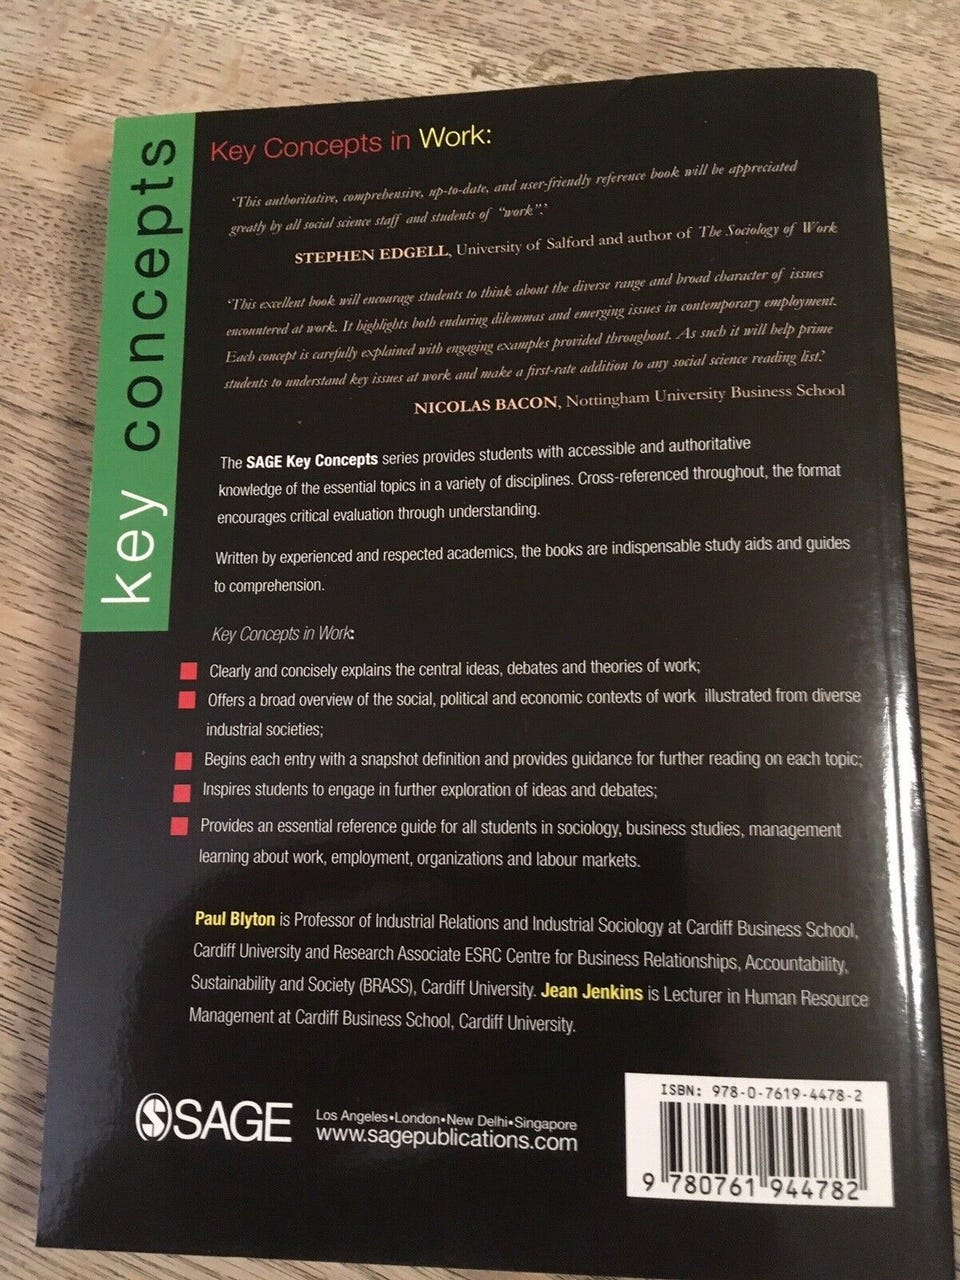 key concepts
Key Concepts in Work:
‘This authoritative, comprehensive, up-to-date, and user-friendly reference book will be appreciated
greatly by all social science staff and students of “work”.’
STEPHEN EDGELL, University of Salford and author of The Sociology of Work
‘This excellent book will encourage students to think about the diverse range and broad character of issues
encountered at work. It highlights both enduring dilemmas and emerging issues in contemporary employment.
Each concept is carefully explained with engaging examples provided throughout. As such it will help prime
students to understand key issues at work and make a first-rate addition to any social science reading list.’
NICOLAS BACON, Nottingham University Business School
The SAGE Key Concepts series provides students with accessible and authoritative
knowledge of the essential topics in a variety of disciplines. Cross-referenced throughout, the format
encourages critical evaluation through understanding.
Written by experienced and respected academics, the books are indispensable study aids and guides
to comprehension.
Key Concepts in Work:
Clearly and concisely explains the central ideas, debates and theories of work;
Offers a broad overview of the social, political and economic contexts of work illustrated from diverse
industrial societies;
Begins each entry with a snapshot definition and provides guidance for further reading on each topic;
Inspires students to engage in further exploration of ideas and debates;
Provides an essential reference guide for all students in sociology, business studies, management
learning about work, employment, organizations and labour markets.
Paul Blyton is Professor of Industrial Relations and Industrial Sociology at Cardiff Business School,
Cardiff University and Research Associate ESRC Centre for Business Relationships, Accountability,
Sustainability and Society (BRASS), Cardiff University. Jean Jenkins is Lecturer in Human Resource
Management at Cardiff Business School, Cardiff University.
SAGE
Los Angeles•London•New Delhi•Singapore
www.sagepublications.com
ISBN: 978-0-7619-4478-2
9 780761 944782